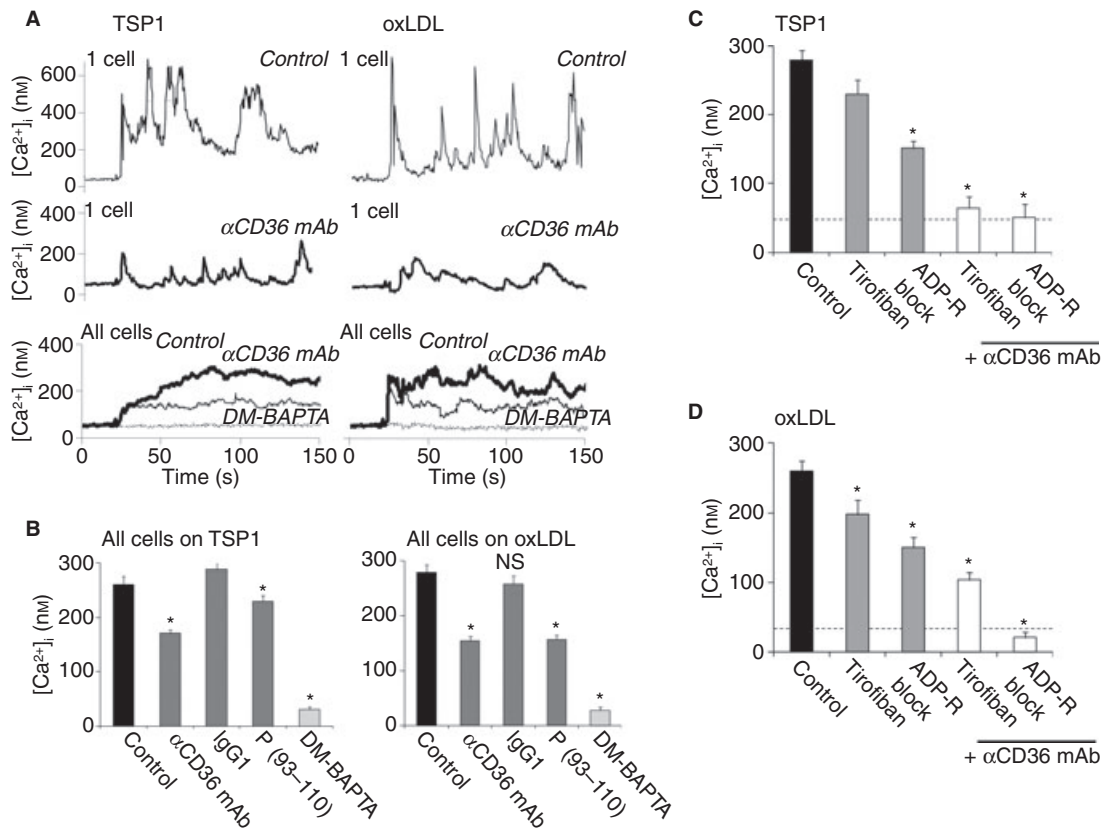 A
TSP1
oxLDL
1 cell
Control
1 cell
Control
[Ca²⁺]ᵢ (nM)
600
400
200
0
1 cell
αCD36 mAb
1 cell
αCD36 mAb
[Ca²⁺]ᵢ (nM)
400
200
0
All cells
Control
αCD36 mAb
DM-BAPTA
All cells
Control
αCD36 mAb
DM-BAPTA
[Ca²⁺]ᵢ (nM)
400
200
0
0 50 100 150
Time (s)
0 50 100 150
Time (s)
B
All cells on TSP1
[Ca²⁺]ᵢ (nM)
300
200
100
0
*
*
*
Control
αCD36 mAb
IgG1
P (93–110)
DM-BAPTA
All cells on oxLDL
NS
300
200
100
0
*
*
*
Control
αCD36 mAb
IgG1
P (93–110)
DM-BAPTA
C
TSP1
[Ca²⁺]ᵢ (nM)
300
200
100
0
*
*
*
Control
Tirofiban
ADP-R
block
Tirofiban
ADP-R
block
+ αCD36 mAb
D
oxLDL
[Ca²⁺]ᵢ (nM)
300
200
100
0
*
*
*
*
Control
Tirofiban
ADP-R
block
Tirofiban
ADP-R
block
+ αCD36 mAb